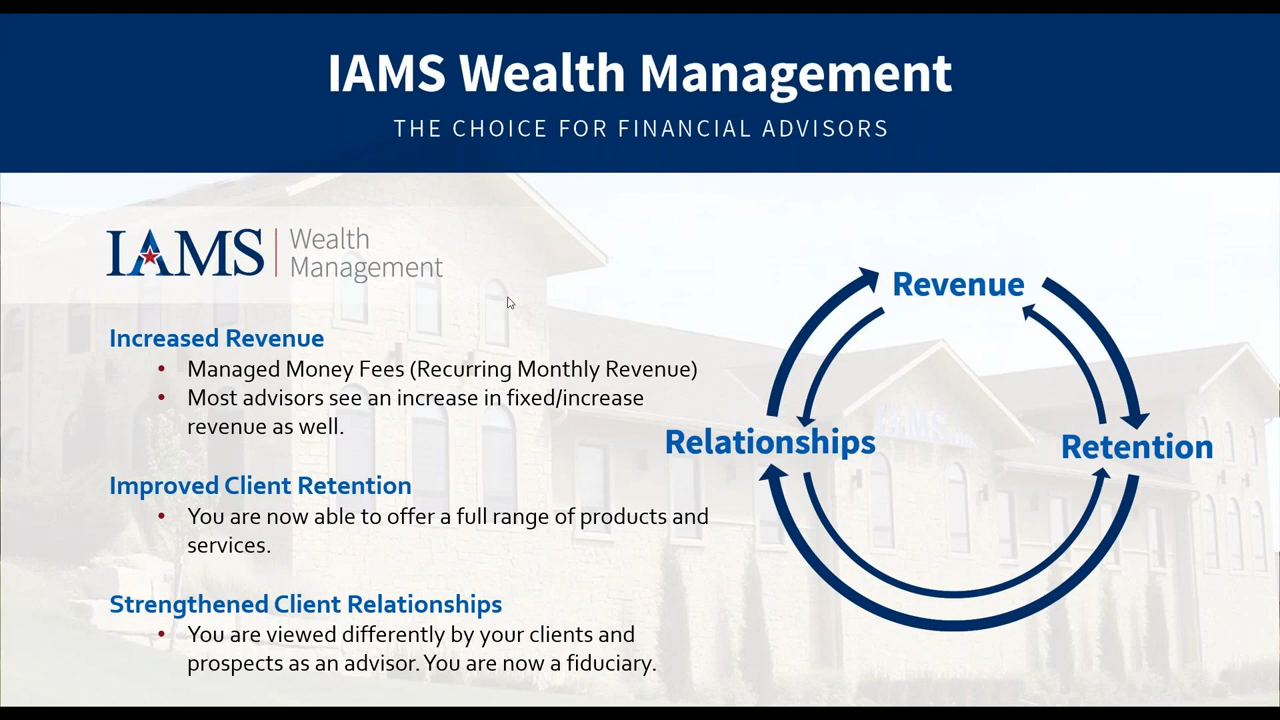 IAMS Wealth Management
THE CHOICE FOR FINANCIAL ADVISORS
IAMS
Wealth
Management
Increased Revenue
• Managed Money Fees (Recurring Monthly Revenue)
• Most advisors see an increase in fixed/increase
revenue as well.
Improved Client Retention
• You are now able to offer a full range of products and
services.
Strengthened Client Relationships
• You are viewed differently by your clients and
prospects as an advisor. You are now a fiduciary.
Revenue
Relationships
Retention
IAMS